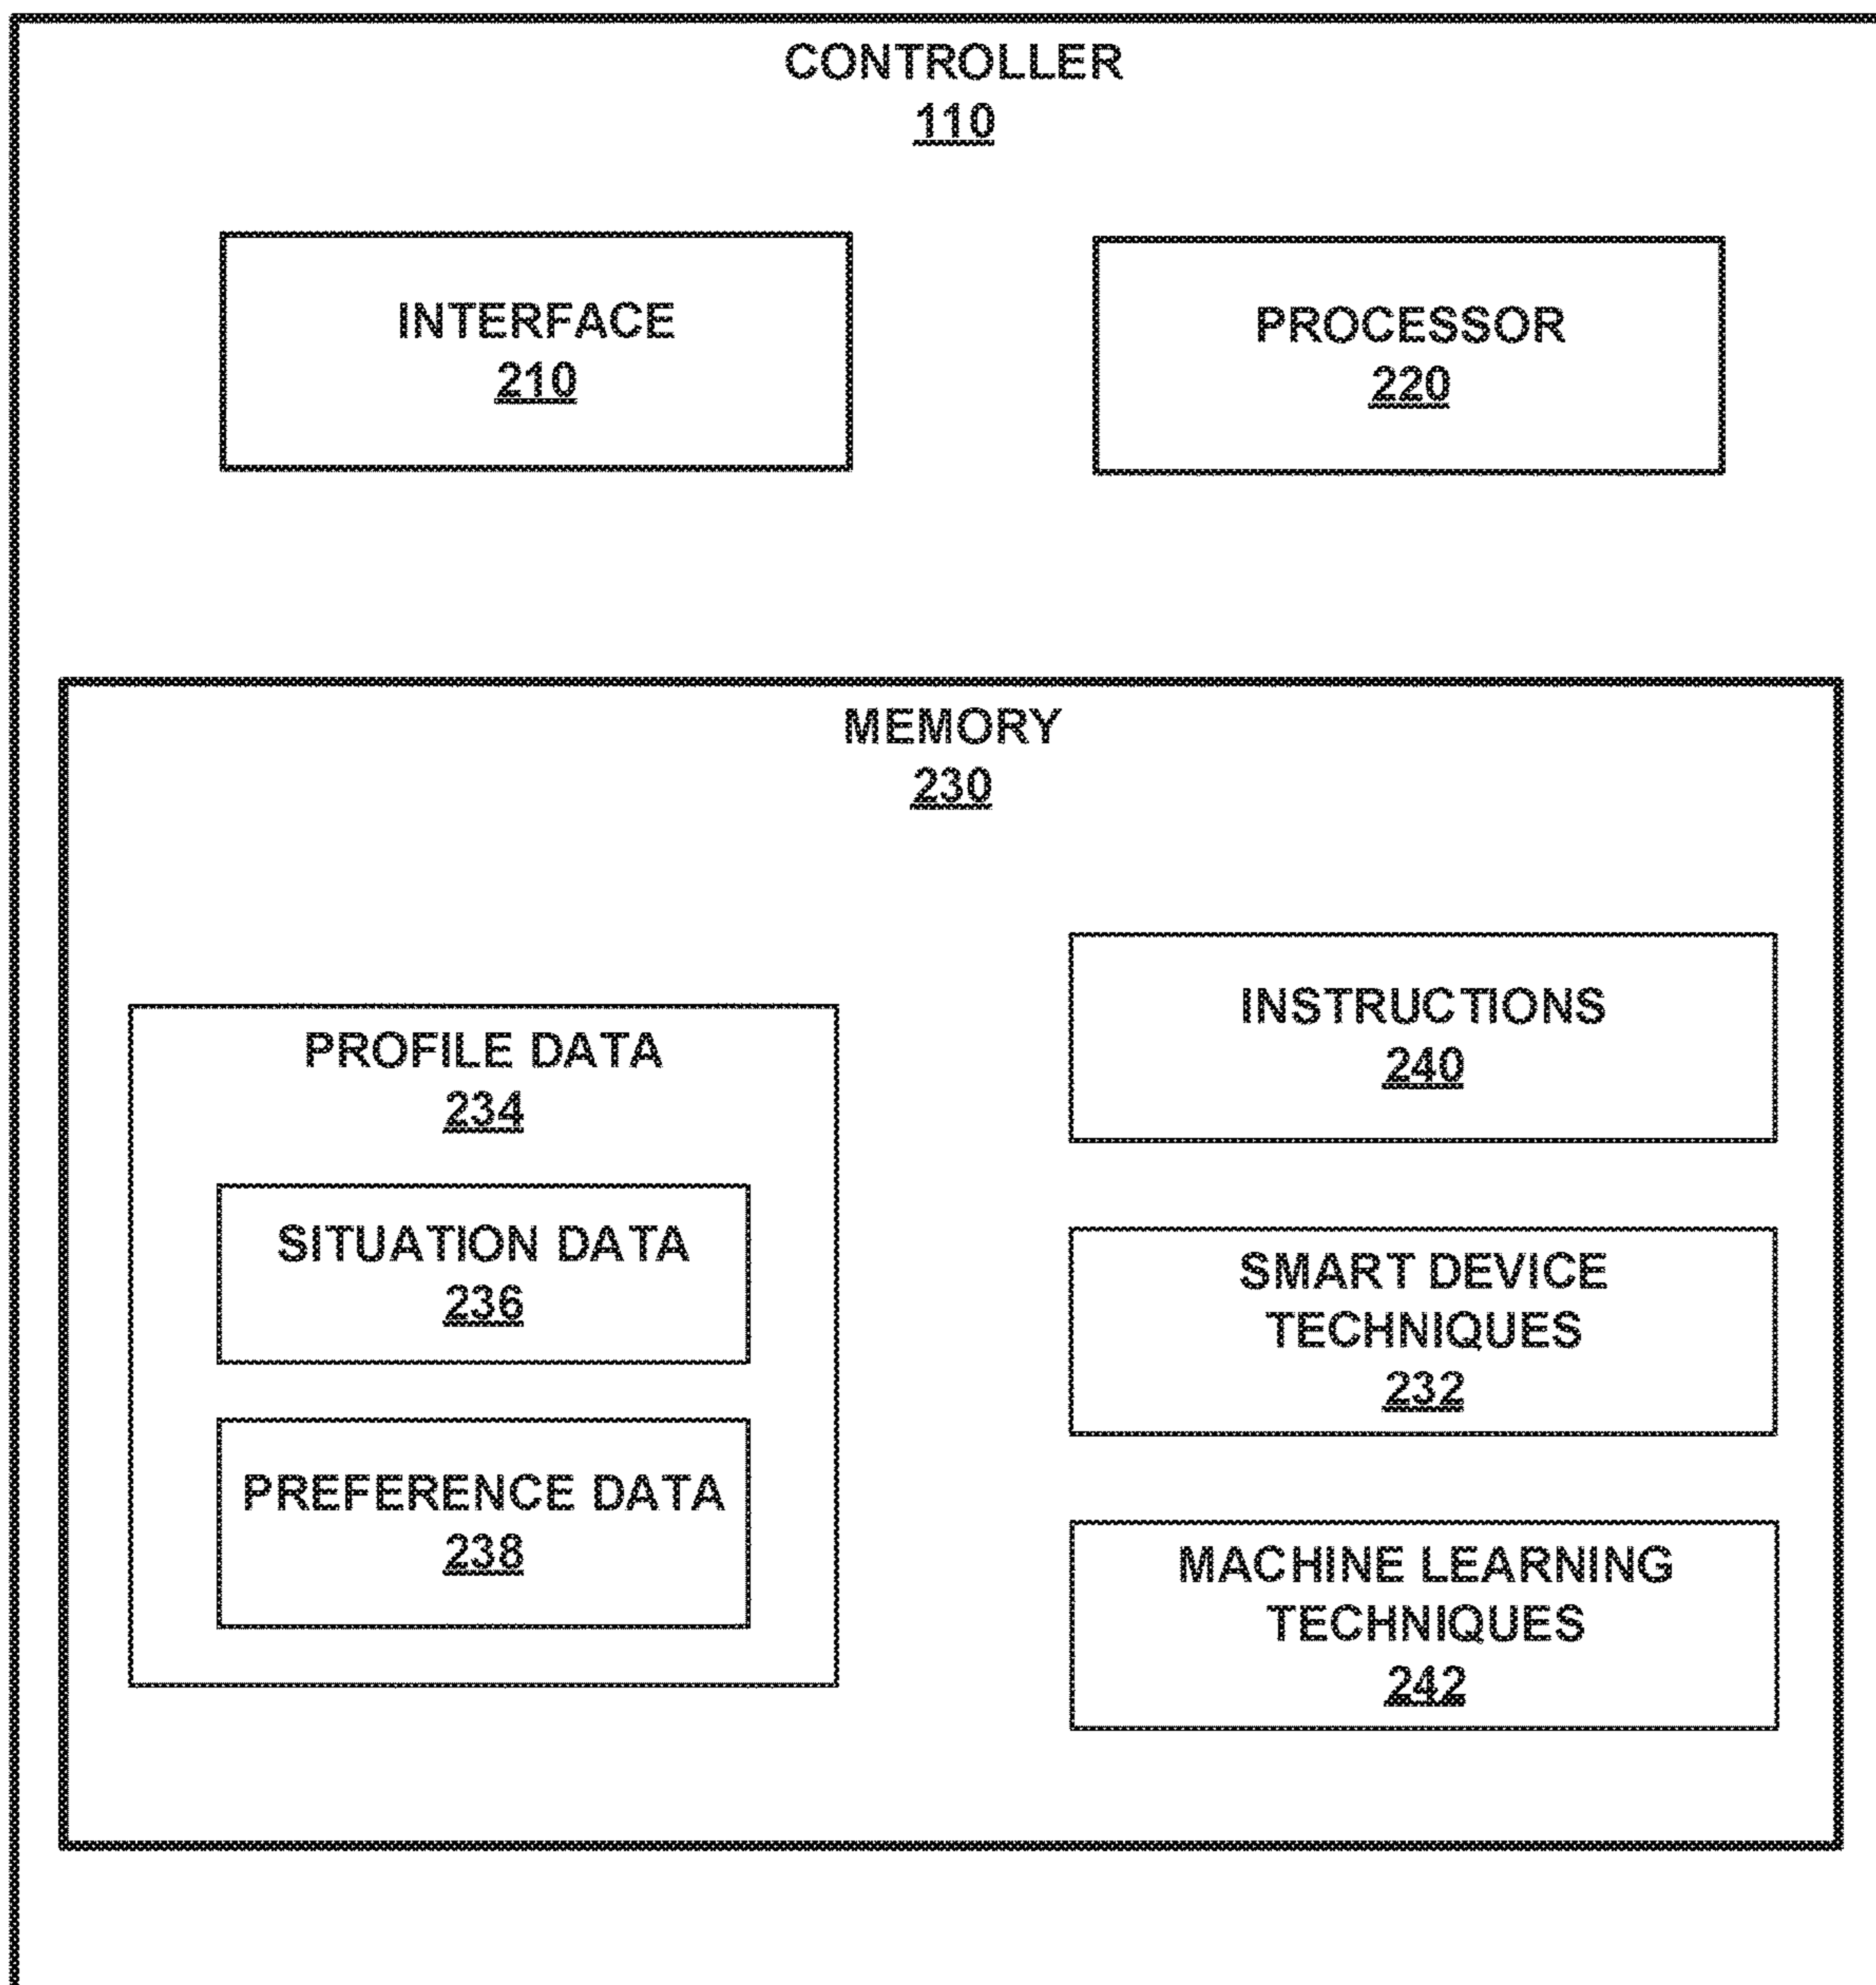 CONTROLLER
110
INTERFACE
210
PROCESSOR
220
MEMORY
230
PROFILE DATA
234
SITUATION DATA
236
PREFERENCE DATA
238
INSTRUCTIONS
240
SMART DEVICE
TECHNIQUES
232
MACHINE LEARNING
TECHNIQUES
242